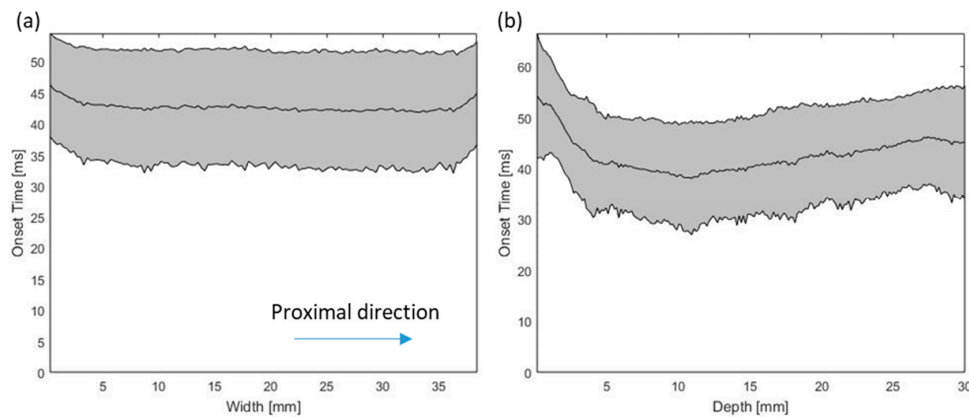 (a)
Onset Time [ms]
50
45
40
35
30
25
20
15
10
5
0
Proximal direction
5 10 15 20 25 30 35
Width [mm]
(b)
Onset Time [ms]
60
50
40
30
20
10
0
5 10 15 20 25 30
Depth [mm]